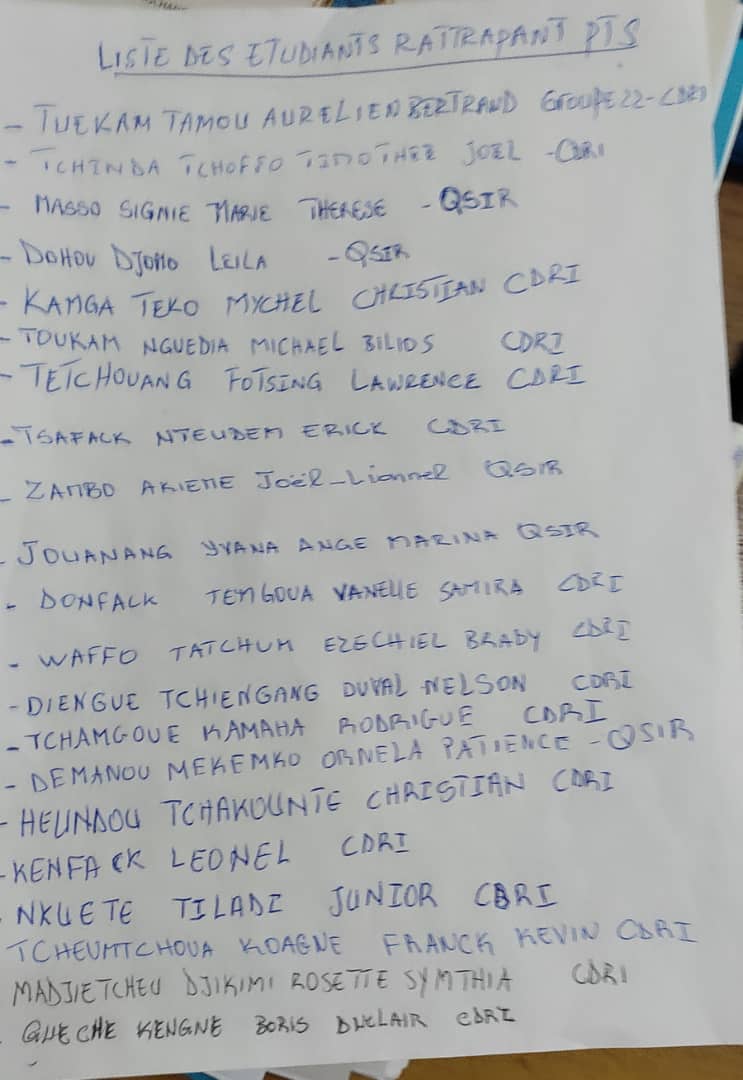 LISTE DES ETUDIANTS RATTRAPANT PTS
- TUEKAM TAMOU AURELIEN BERTRAND GROUPE 22-CDRI
- TCHINDA TCHOFFO TIMOTHEE JOEL -CDRI
- MASSO SIGNIE MARIE THERESE - QSIR
- DOHOU DJOMO LEILA - QSIR
- KAMGA TEKO MYCHEL CHRISTIAN CDRI
- TOUKAM NGUEDIA MICHAEL BILIOS CDRI
- TETCHOUANG FOTSING LAWRENCE CDRI
- TSAFACK NTEUDEM ERICK CDRI
- ZAMBO AKIEME Joël-Lionnel QSIR
- JOUANANG YVANA ANGE MARINA QSIR
- DONFACK TEMGOUA VANELLE SAMIRA CDRI
- WAFFO TATCHUM EZECHIEL BRADY CDRI
- DIENGUE TCHIENGANG DUVAL NELSON CDRI
- TCHAMGOUE KAMAHA RODRIGUE CDRI
- DEMANOU MEKEMKO ORNELA PATIENCE - QSIR
- HEUNDOU TCHAKOUNTE CHRISTIAN CDRI
- KENFACK LEONEL CDRI
NKUETE TILADI JUNIOR CDRI
TCHEUMTCHOUA KOAGNE FRANCK KEVIN CDRI
MADJIETCHEU DJIKIMI ROSETTE SYMTHIA CDRI
- GUECHE KENGNE BORIS DUCLAIR CDRI